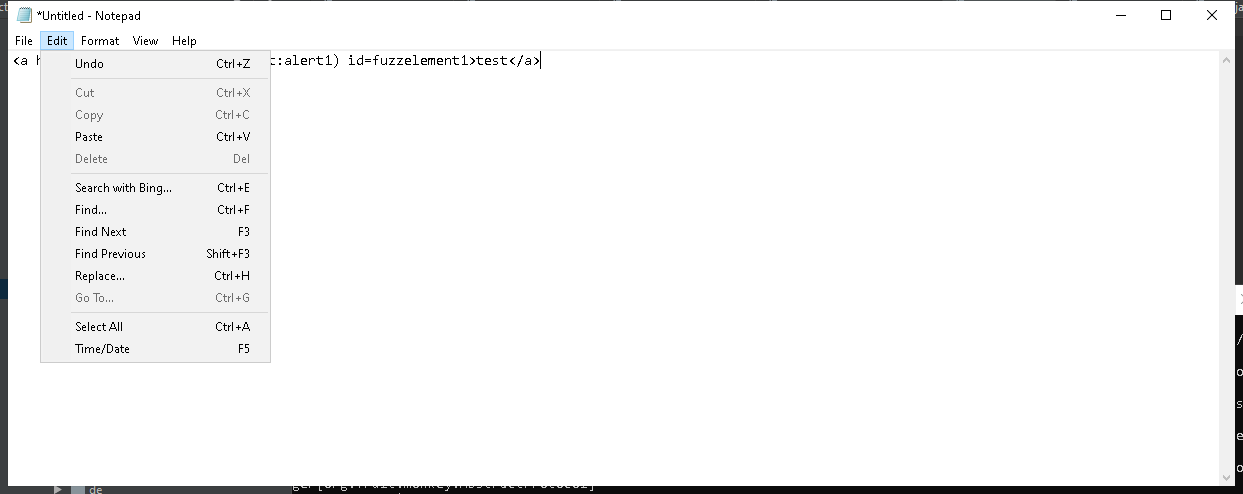 *Untitled - Notepad
File Edit Format View Help
<a h t:alert1) id=fuzzelement1>test</a>
Undo Ctrl+Z
Cut Ctrl+X
Copy Ctrl+C
Paste Ctrl+V
Delete Del
Search with Bing... Ctrl+E
Find... Ctrl+F
Find Next F3
Find Previous Shift+F3
Replace... Ctrl+H
Go To... Ctrl+G
Select All Ctrl+A
Time/Date F5
de